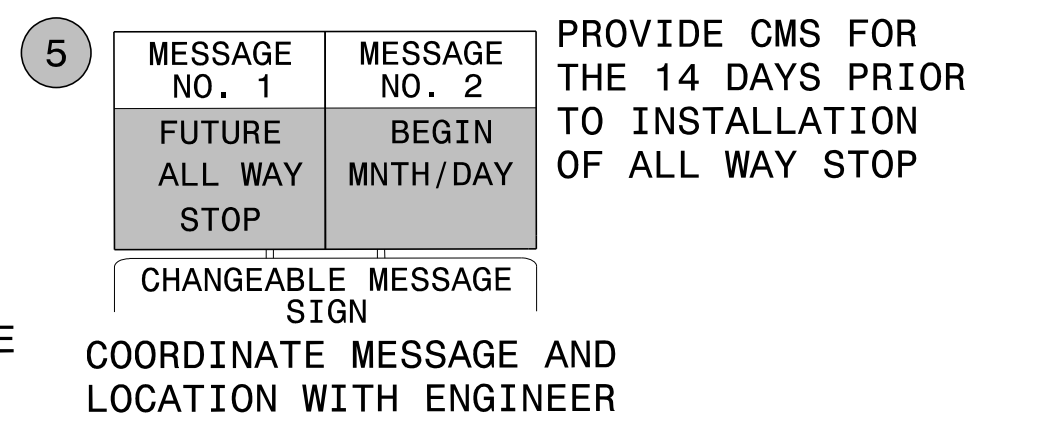 5
MESSAGE
NO. 1
MESSAGE
NO. 2
FUTURE
ALL WAY
STOP
BEGIN
MNTH/DAY
PROVIDE CMS FOR
THE 14 DAYS PRIOR
TO INSTALLATION
OF ALL WAY STOP
CHANGEABLE MESSAGE
SIGN
E
COORDINATE MESSAGE AND
LOCATION WITH ENGINEER